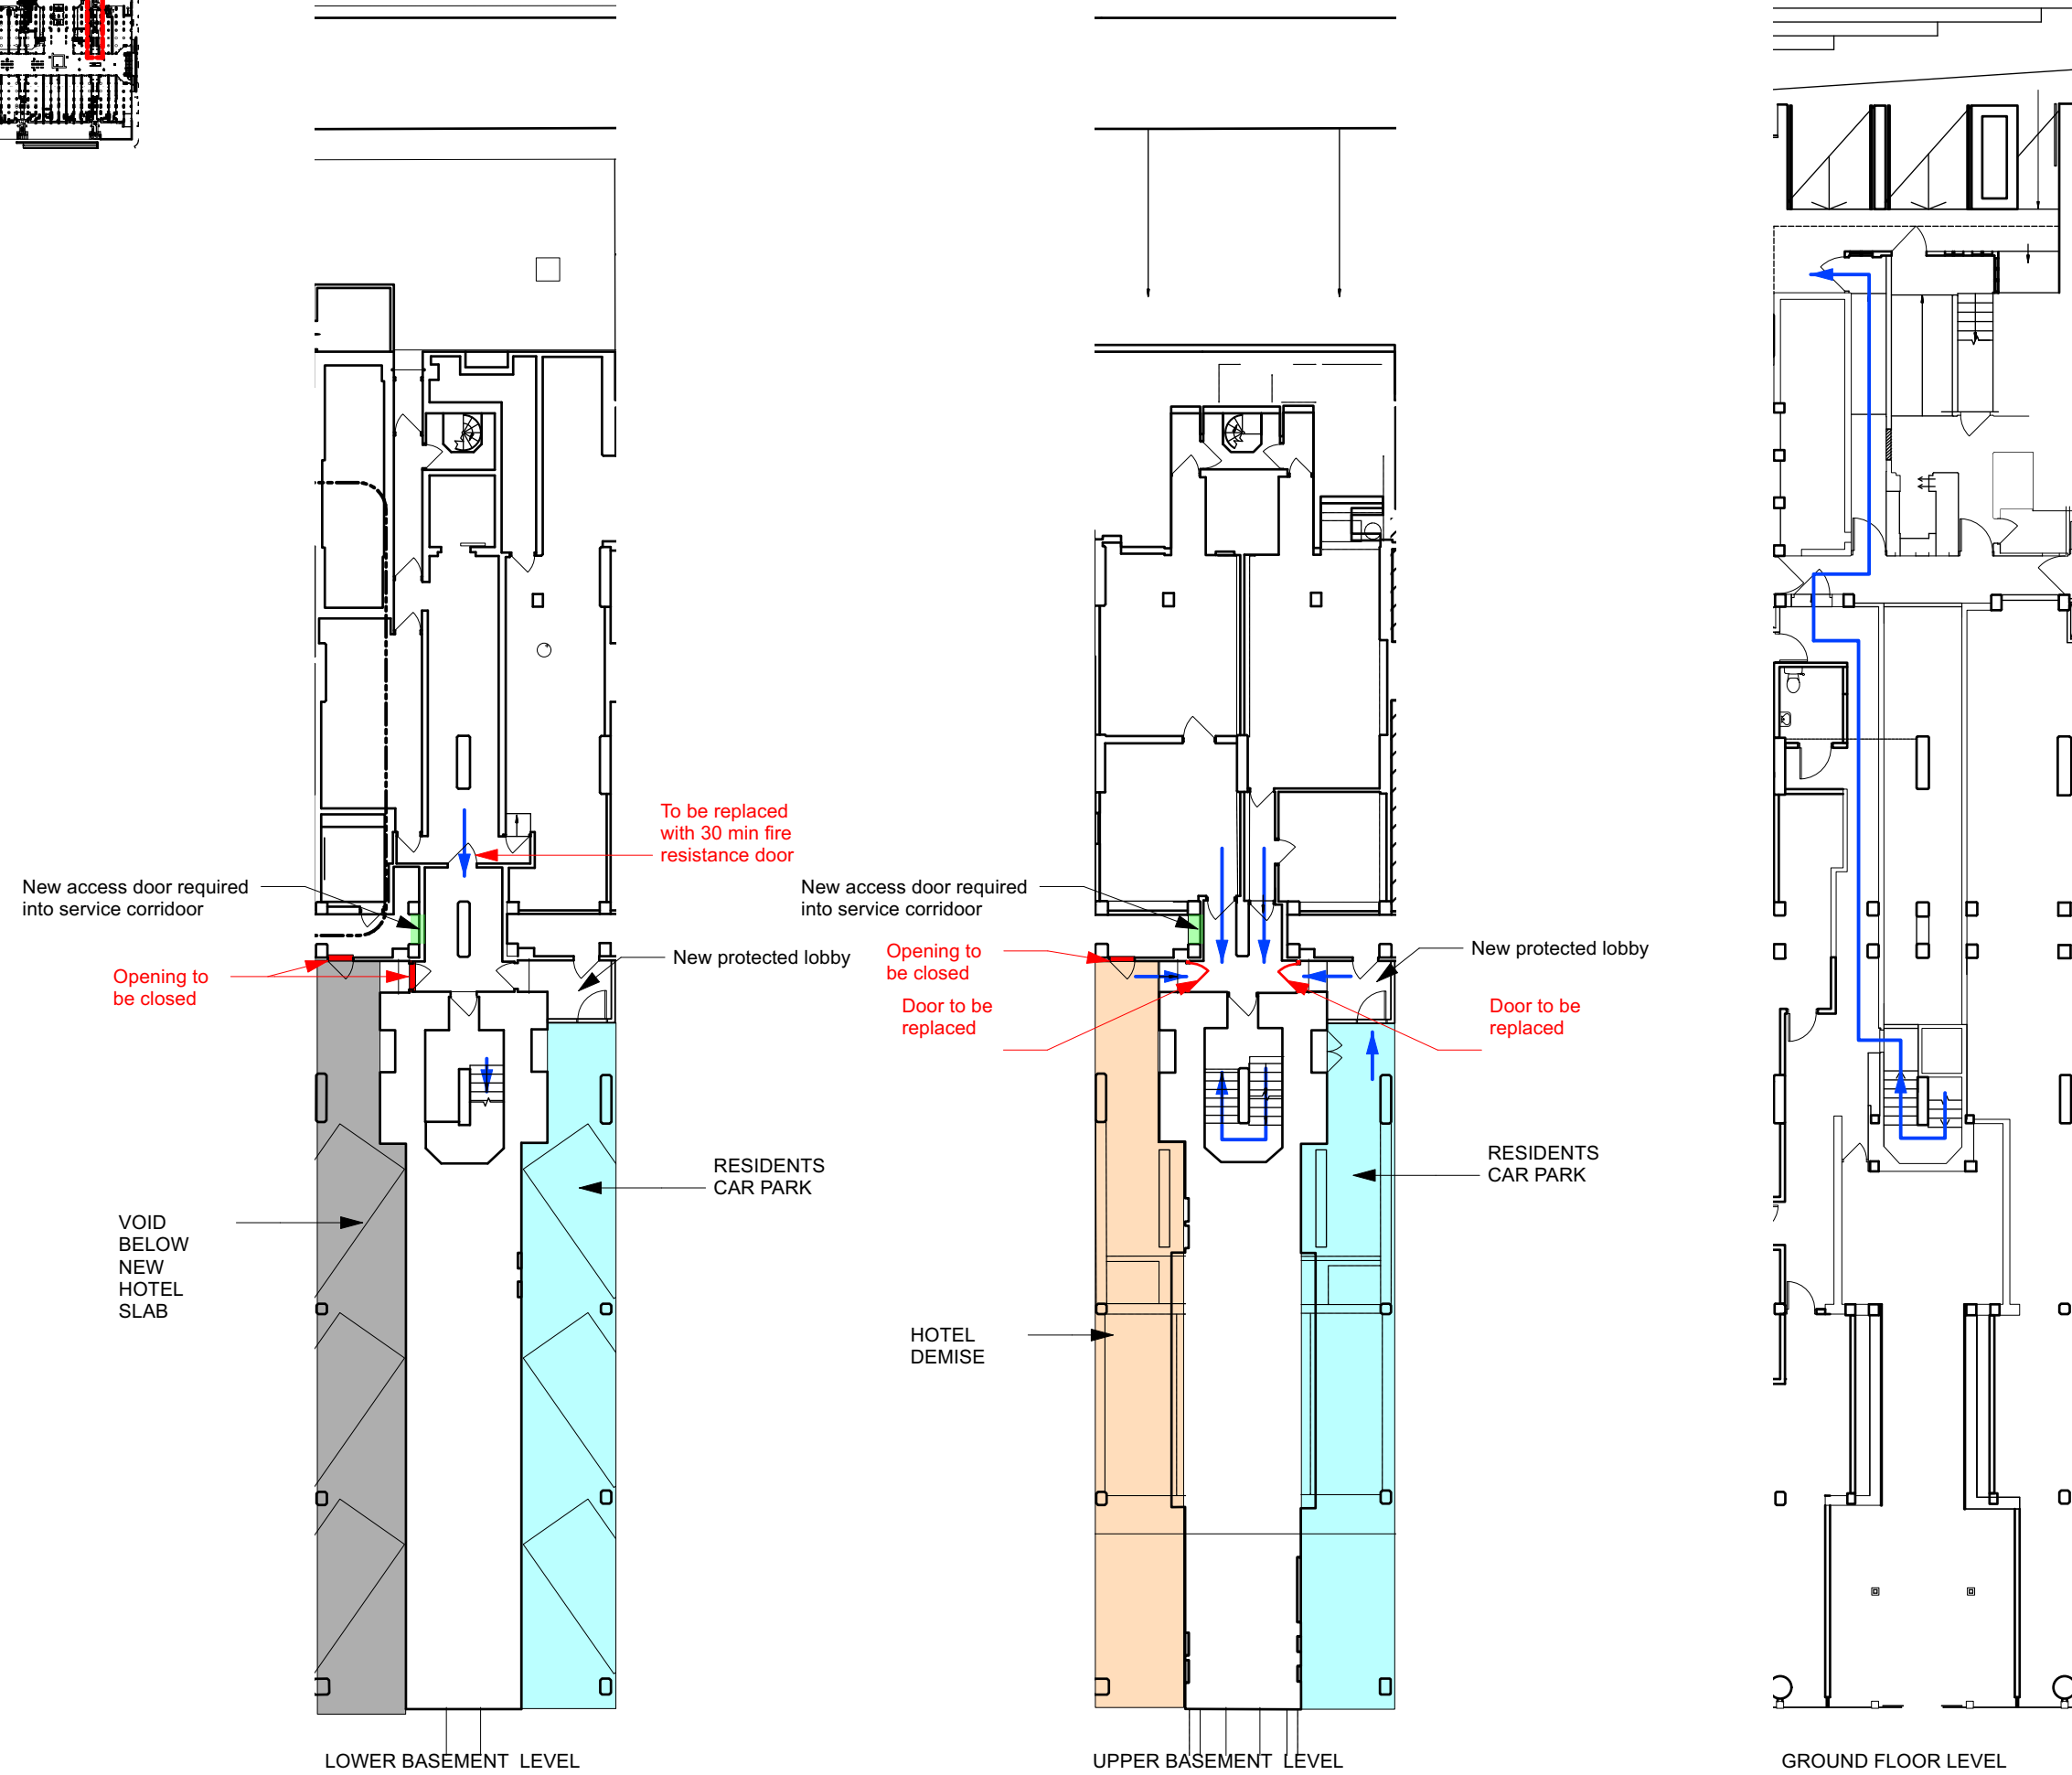 To be replaced
with 30 min fire
resistance door
New access door required
into service corridoor
New protected lobby
Opening to
be closed
RESIDENTS
CAR PARK
VOID
BELOW
NEW
HOTEL
SLAB
LOWER BASEMENT LEVEL
New access door required
into service corridoor
Opening to
be closed
Door to be
replaced
New protected lobby
Door to be
replaced
RESIDENTS
CAR PARK
HOTEL
DEMISE
UPPER BASEMENT LEVEL
GROUND FLOOR LEVEL